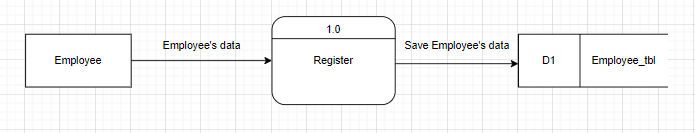 1.0
Employee's data
Save Employee's data
Employee
Register
D1
Employee_tbl